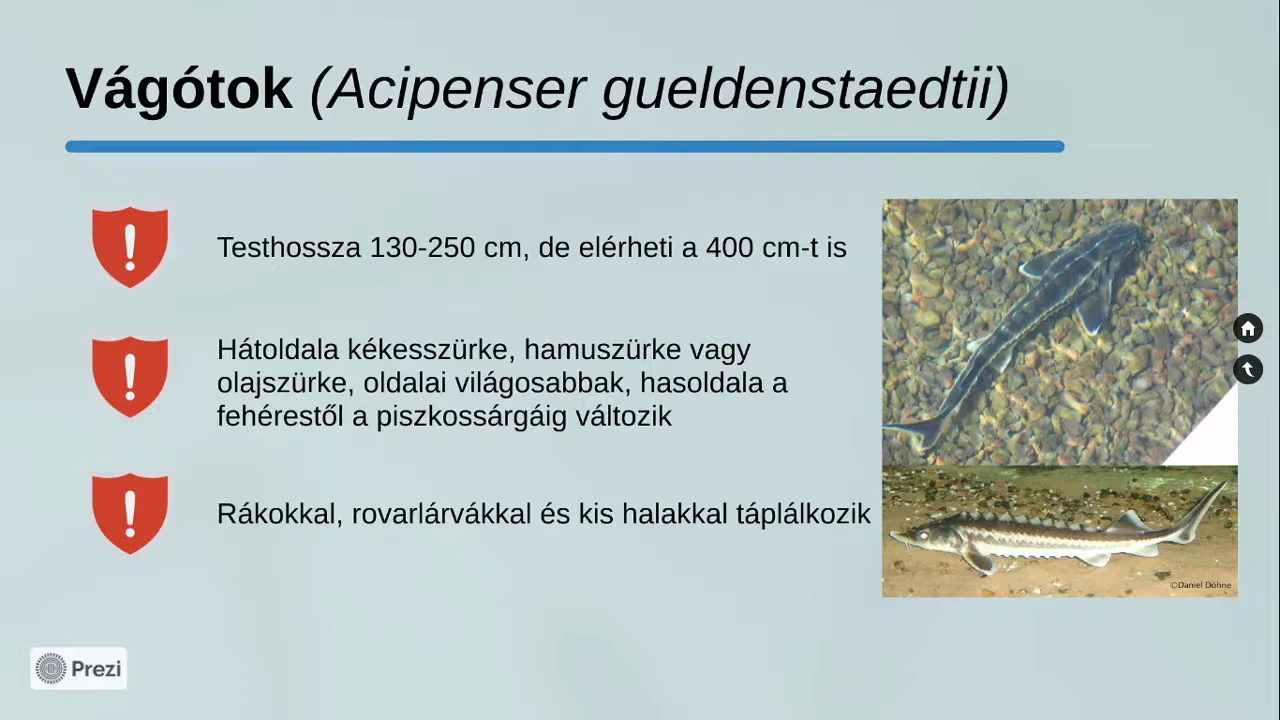 Vágótok (Acipenser gueldenstaedtii)
Testhossza 130-250 cm, de elérheti a 400 cm-t is
Hátoldala kékesszürke, hamuszürke vagy
olajszürke, oldalai világosabbak, hasoldala a
fehérestől a piszkossárgáig változik
Rákokkal, rovarlárvákkal és kis halakkal táplálkozik
©Daniel Döhne
Prezi